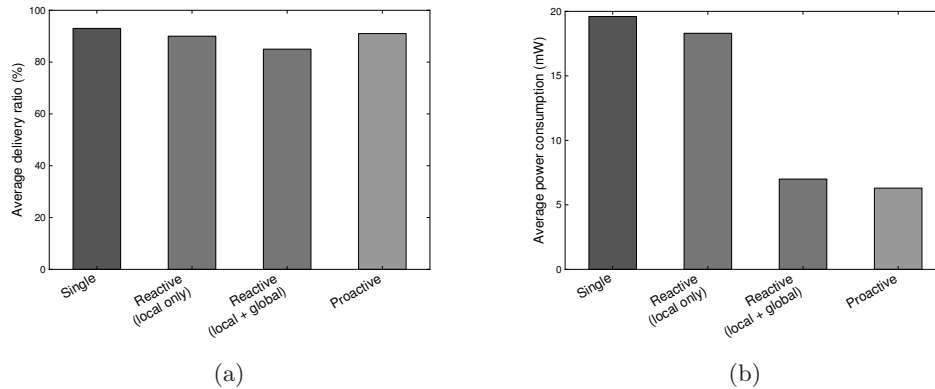 100
80
60
40
20
0
Average delivery ratio (%)
Single
Reactive
(local only)
Reactive
(local + global)
Proactive
(a)
20
15
10
5
0
Average power consumption (mW)
Single
Reactive
(local only)
Reactive
(local + global)
Proactive
(b)